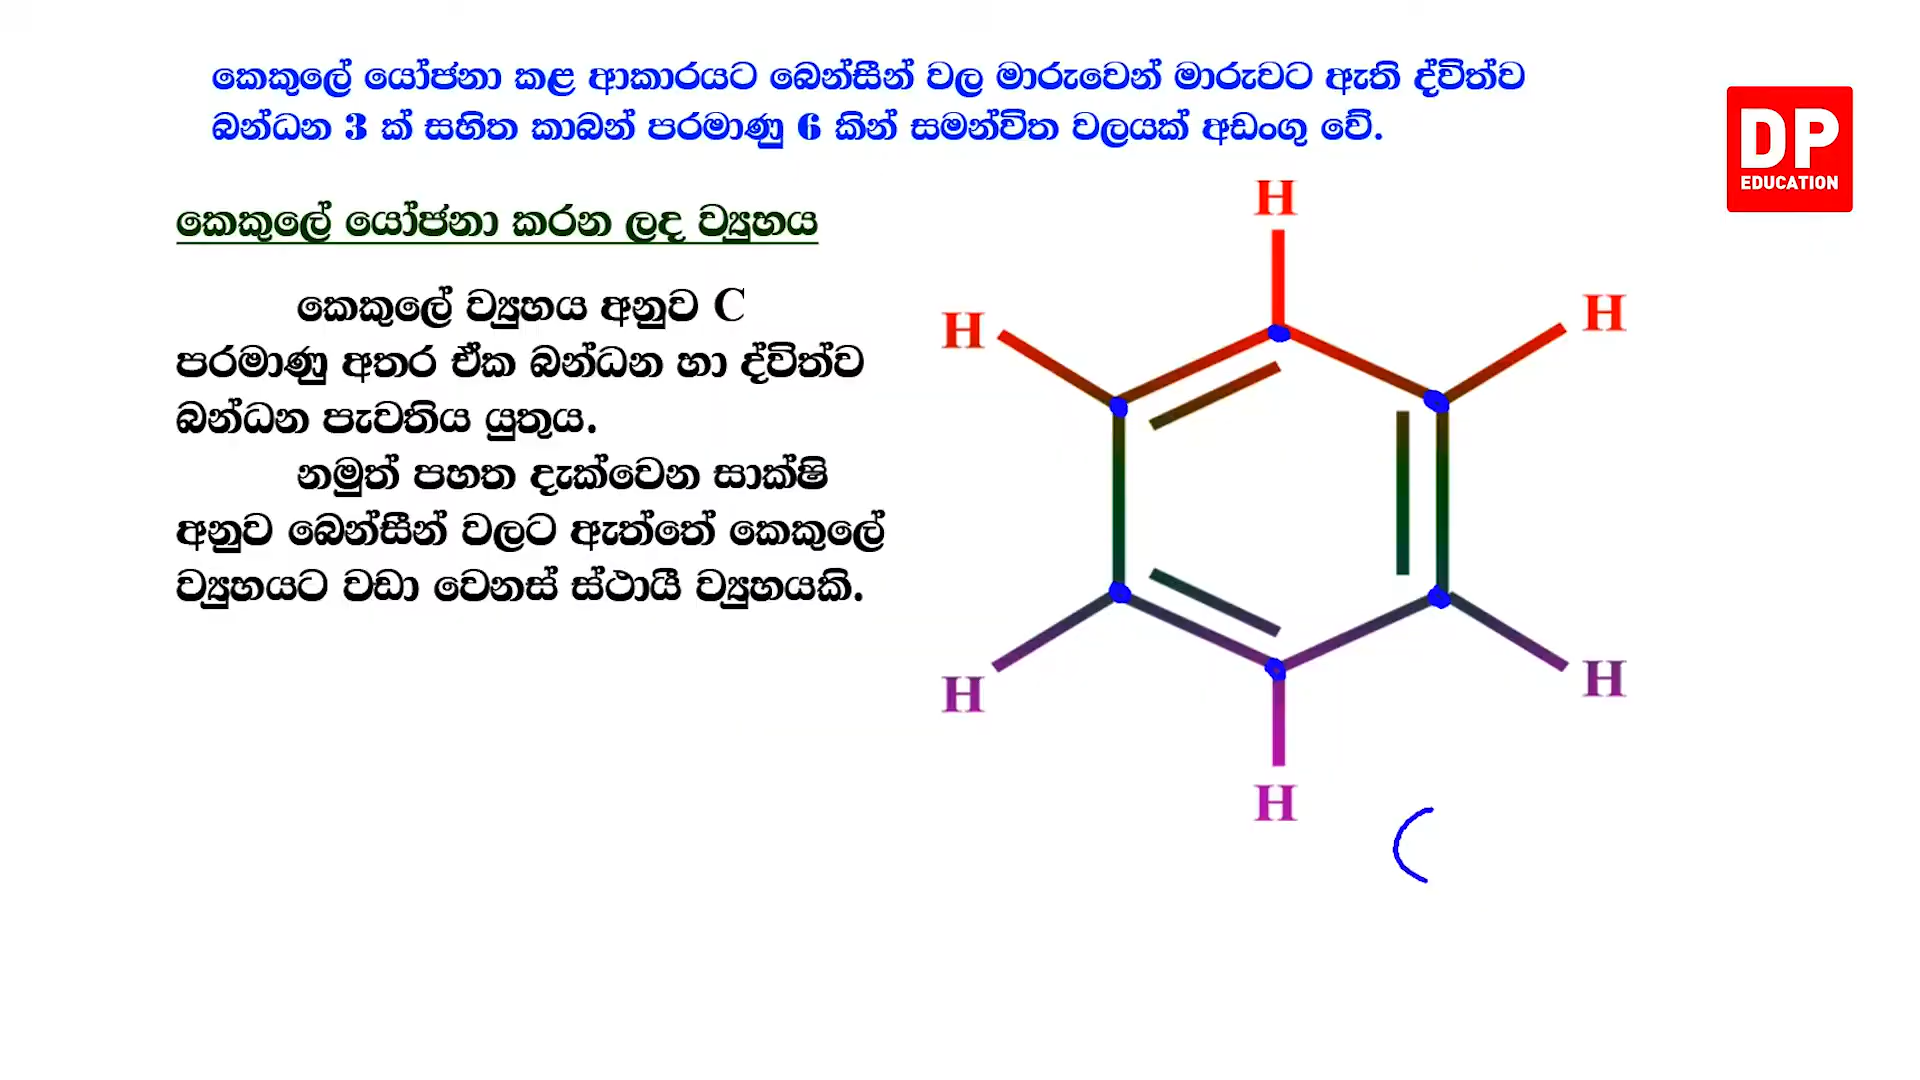 කෙකුලේ යෝජනා කළ ආකාරයට බෙන්සීන් වල මාරුවෙන් මාරුවට ඇති ද්විත්ව
බන්ධන 3 ක් සහිත කාබන් පරමාණු 6 කින් සමන්විත වලයක් අඩංගු වේ.
DP
EDUCATION
කෙකුලේ යෝජනා කරන ලද ව්‍යුහය
කෙකුලේ ව්‍යුහය අනුව C
පරමාණු අතර ඒක බන්ධන හා ද්විත්ව
බන්ධන පැවතිය යුතුය.
නමුත් පහත දැක්වෙන සාක්ෂි
අනුව බෙන්සීන් වලට ඇත්තේ කෙකුලේ
ව්‍යුහයට වඩා වෙනස් ස්ථායී ව්‍යුහයකි.
H
H
H
H
H
H